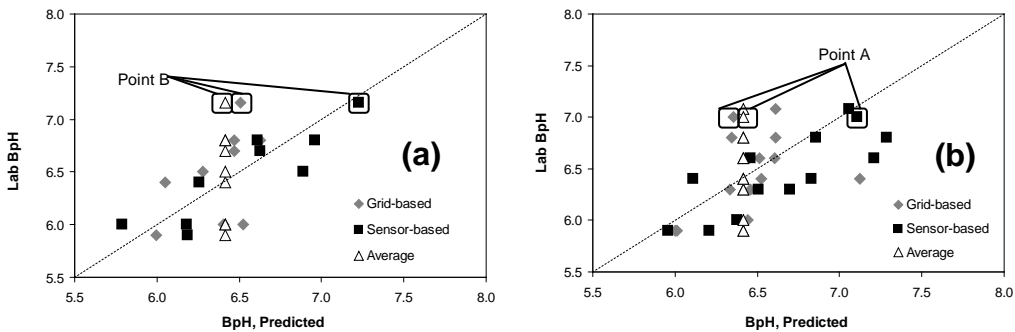 8.0
7.5
7.0
6.5
6.0
5.5
Lab BpH
Point B
(a)
Grid-based
Sensor-based
Average
5.5 6.0 6.5 7.0 7.5 8.0
BpH, Predicted
8.0
7.5
7.0
6.5
6.0
5.5
Lab BpH
Point A
(b)
Grid-based
Sensor-based
Average
5.5 6.0 6.5 7.0 7.5 8.0
BpH, Predicted